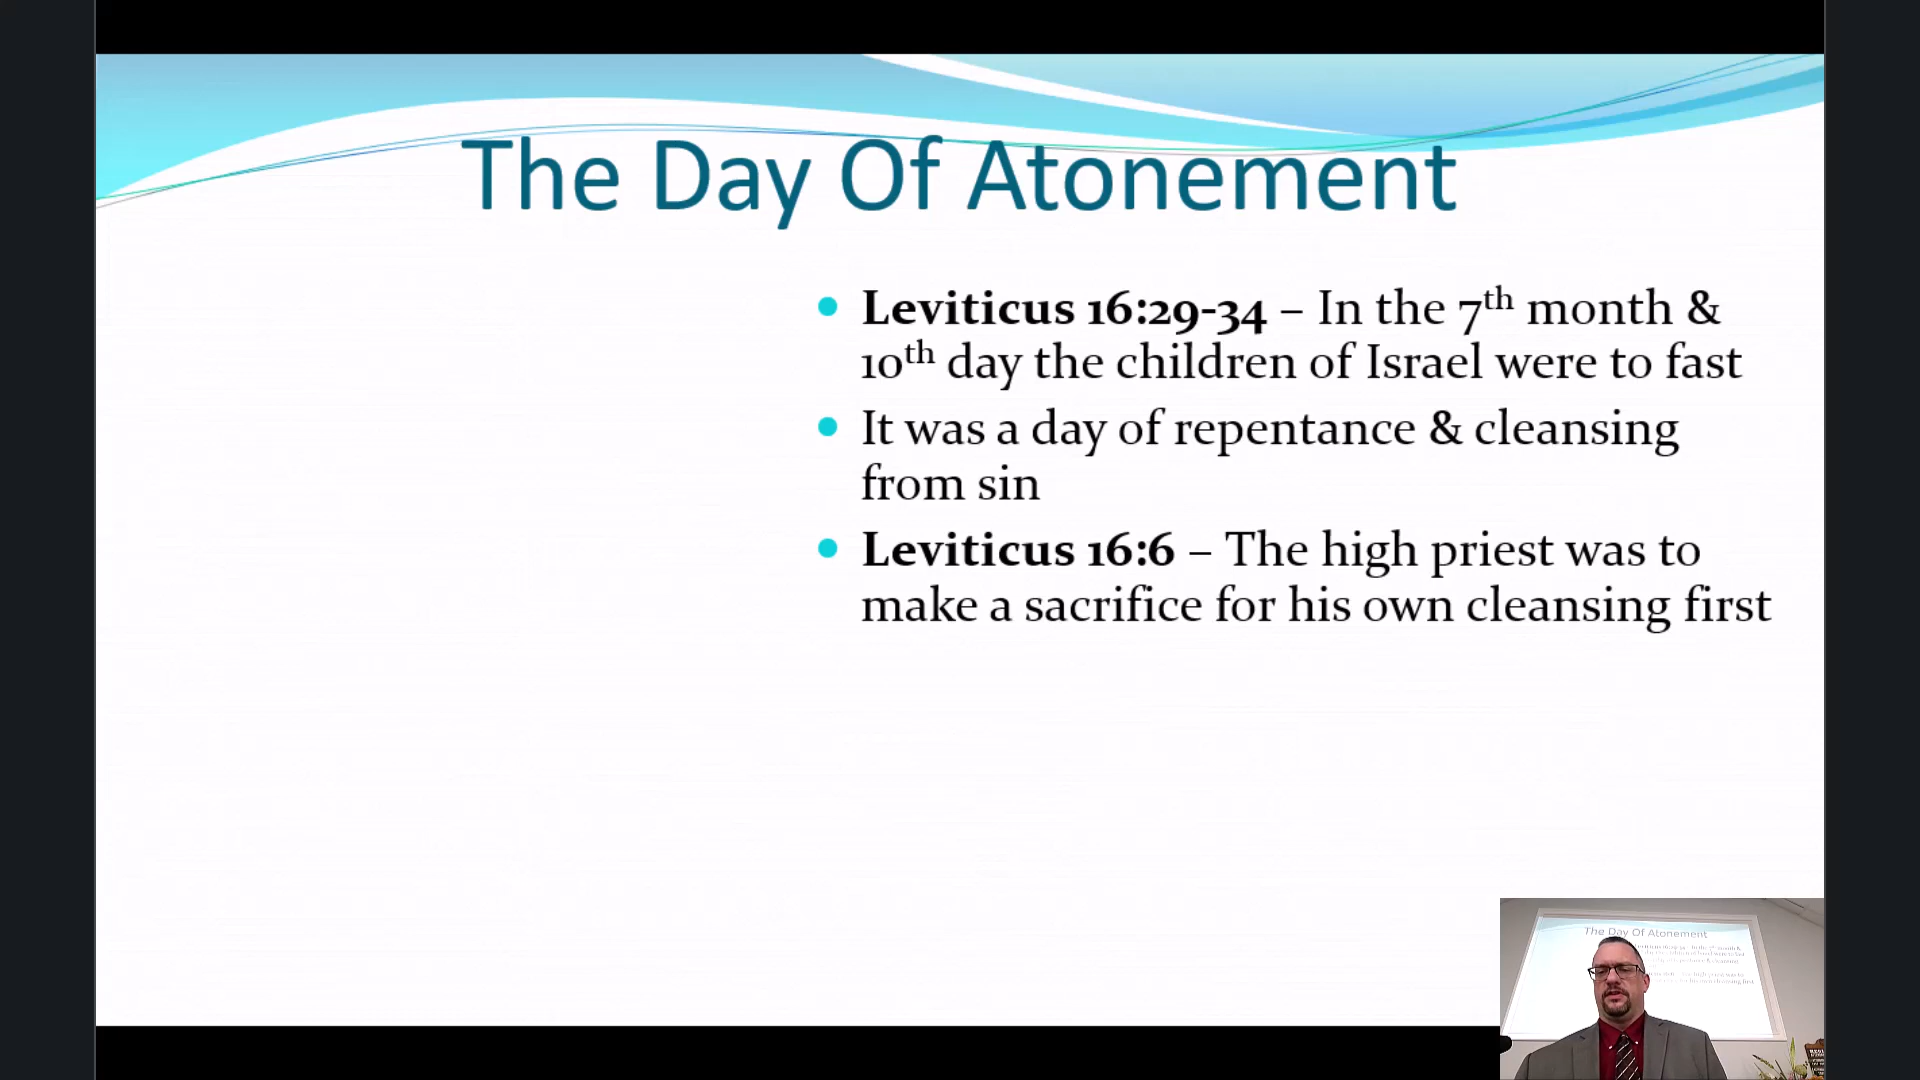 The Day Of Atonement
Leviticus 16:29-34 – In the 7th month &
10th day the children of Israel were to fast
It was a day of repentance & cleansing
from sin
Leviticus 16:6 – The high priest was to
make a sacrifice for his own cleansing first
The Day Of Atonement